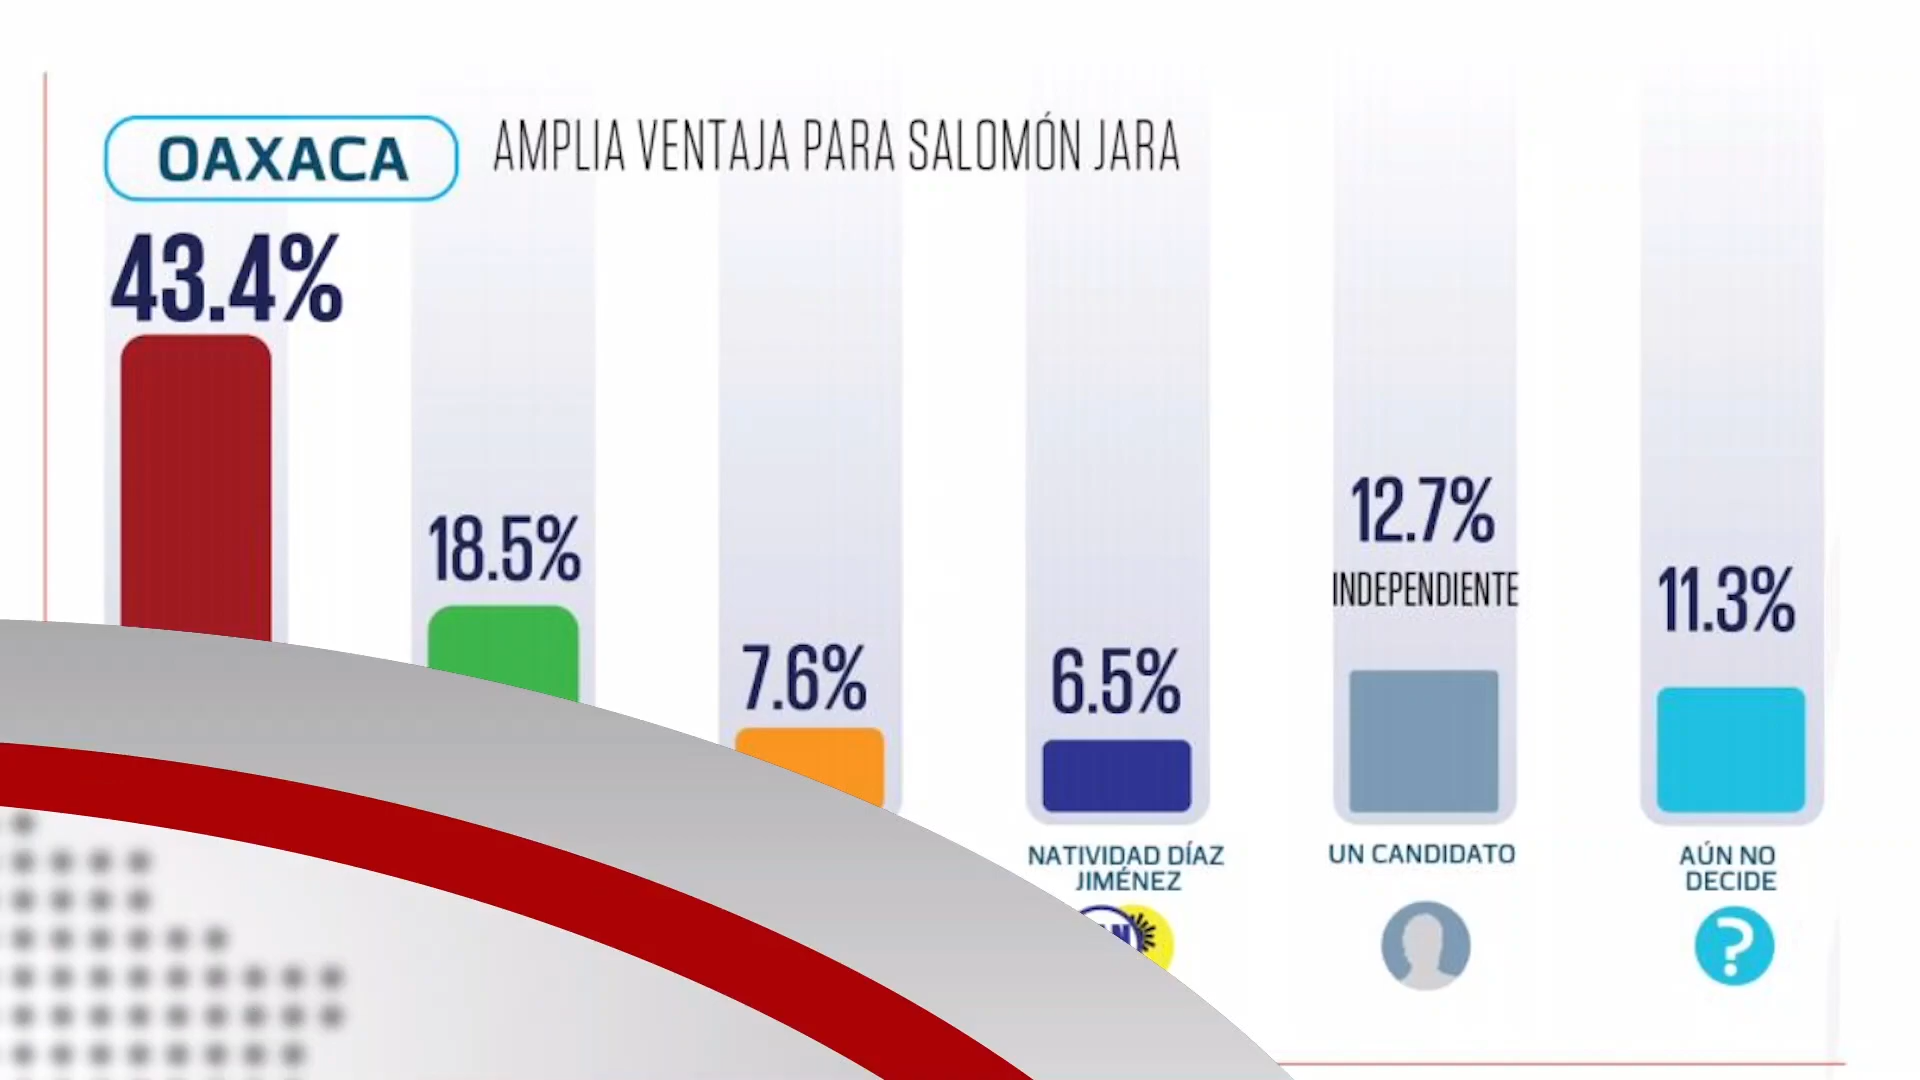 OAXACA
AMPLIA VENTAJA PARA SALOMÓN JARA
43.4%
18.5%
7.6%
6.5%
12.7%
INDEPENDIENTE
11.3%
NATIVIDAD DÍAZ
JIMÉNEZ
UN CANDIDATO
AÚN NO
DECIDE
?